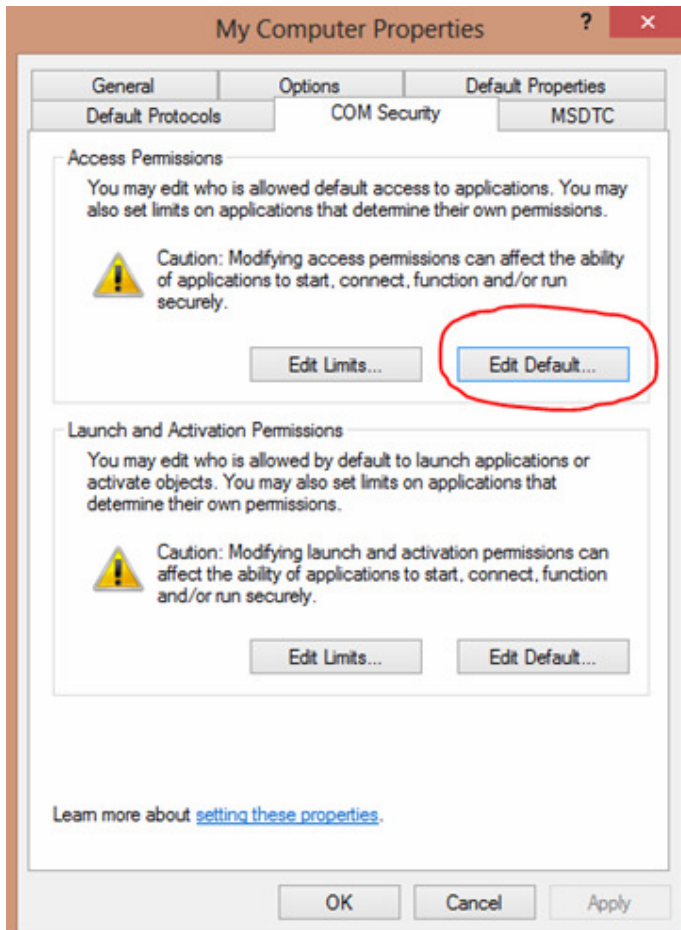 My Computer Properties
?
×
General
Options
Default Properties
Default Protocols
COM Security
MSDTC
Access Permissions
You may edit who is allowed default access to applications. You may
also set limits on applications that determine their own permissions.
Caution: Modifying access permissions can affect the ability
of applications to start, connect, function and/or run
securely.
Edit Limits...
Edit Default...
Launch and Activation Permissions
You may edit who is allowed by default to launch applications or
activate objects. You may also set limits on applications that
determine their own permissions.
Caution: Modifying launch and activation permissions can
affect the ability of applications to start, connect, function
and/or run securely.
Edit Limits...
Edit Default...
Learn more about setting these properties.
OK
Cancel
Apply